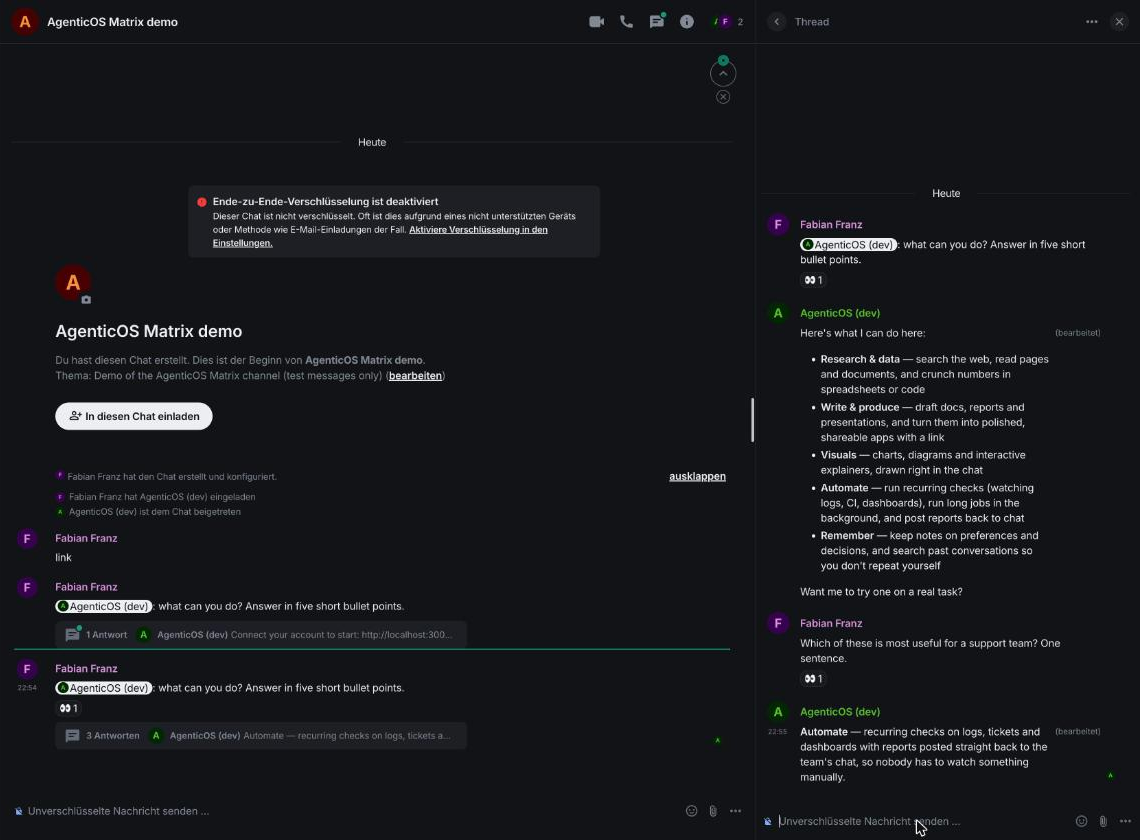 A AgenticOS Matrix demo
A F 2
Heute
Ende-zu-Ende-Verschlüsselung ist deaktiviert
Dieser Chat ist nicht verschlüsselt. Oft ist dies aufgrund eines nicht unterstützten Geräts
oder Methode wie E-Mail-Einladungen der Fall. Aktiviere Verschlüsselung in den
Einstellungen.
A
AgenticOS Matrix demo
Du hast diesen Chat erstellt. Dies ist der Beginn von AgenticOS Matrix demo.
Thema: Demo of the AgenticOS Matrix channel (test messages only) (bearbeiten)
In diesen Chat einladen
F Fabian Franz hat den Chat erstellt und konfiguriert. ausklappen
F Fabian Franz hat AgenticOS (dev) eingeladen
A AgenticOS (dev) ist dem Chat beigetreten
F Fabian Franz
link
F Fabian Franz
A AgenticOS (dev) : what can you do? Answer in five short bullet points.
1 Antwort A AgenticOS (dev) Connect your account to start: http://localhost:300...
F Fabian Franz
22:54 A AgenticOS (dev) : what can you do? Answer in five short bullet points.
👀 1
3 Antworten A AgenticOS (dev) Automate — recurring checks on logs, tickets a...
A
Unverschlüsselte Nachricht senden ...
Thread
Heute
F Fabian Franz
A AgenticOS (dev) : what can you do? Answer in five short
bullet points.
👀 1
A AgenticOS (dev)
Here's what I can do here: (bearbeitet)
• Research & data — search the web, read pages
and documents, and crunch numbers in
spreadsheets or code
• Write & produce — draft docs, reports and
presentations, and turn them into polished,
shareable apps with a link
• Visuals — charts, diagrams and interactive
explainers, drawn right in the chat
• Automate — run recurring checks (watching
logs, CI, dashboards), run long jobs in the
background, and post reports back to chat
• Remember — keep notes on preferences and
decisions, and search past conversations so
you don't repeat yourself
Want me to try one on a real task?
F Fabian Franz
Which of these is most useful for a support team? One
sentence.
👀 1
A AgenticOS (dev)
22:55 Automate — recurring checks on logs, tickets and (bearbeitet)
dashboards with reports posted straight back to the
team's chat, so nobody has to watch something
manually.
A
Unverschlüsselte Nachricht senden ...